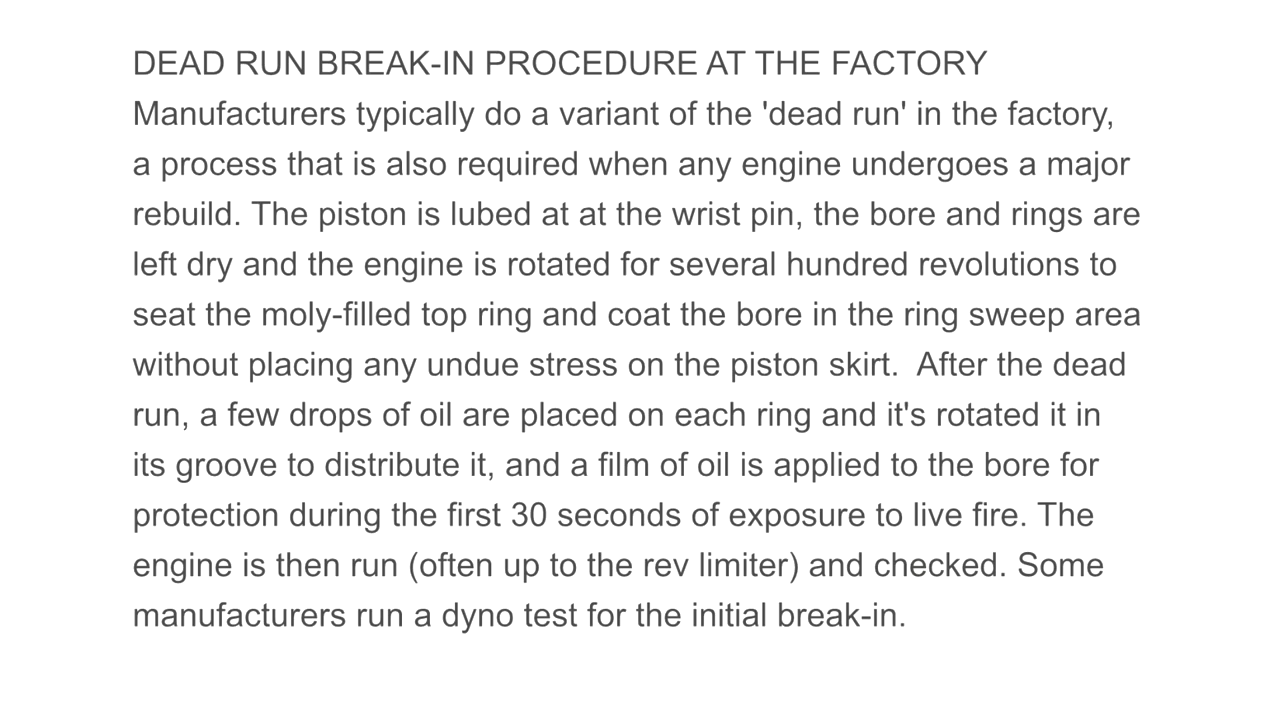 DEAD RUN BREAK-IN PROCEDURE AT THE FACTORY
Manufacturers typically do a variant of the 'dead run' in the factory,
a process that is also required when any engine undergoes a major
rebuild. The piston is lubed at at the wrist pin, the bore and rings are
left dry and the engine is rotated for several hundred revolutions to
seat the moly-filled top ring and coat the bore in the ring sweep area
without placing any undue stress on the piston skirt.  After the dead
run, a few drops of oil are placed on each ring and it's rotated it in
its groove to distribute it, and a film of oil is applied to the bore for
protection during the first 30 seconds of exposure to live fire. The
engine is then run (often up to the rev limiter) and checked. Some
manufacturers run a dyno test for the initial break-in.